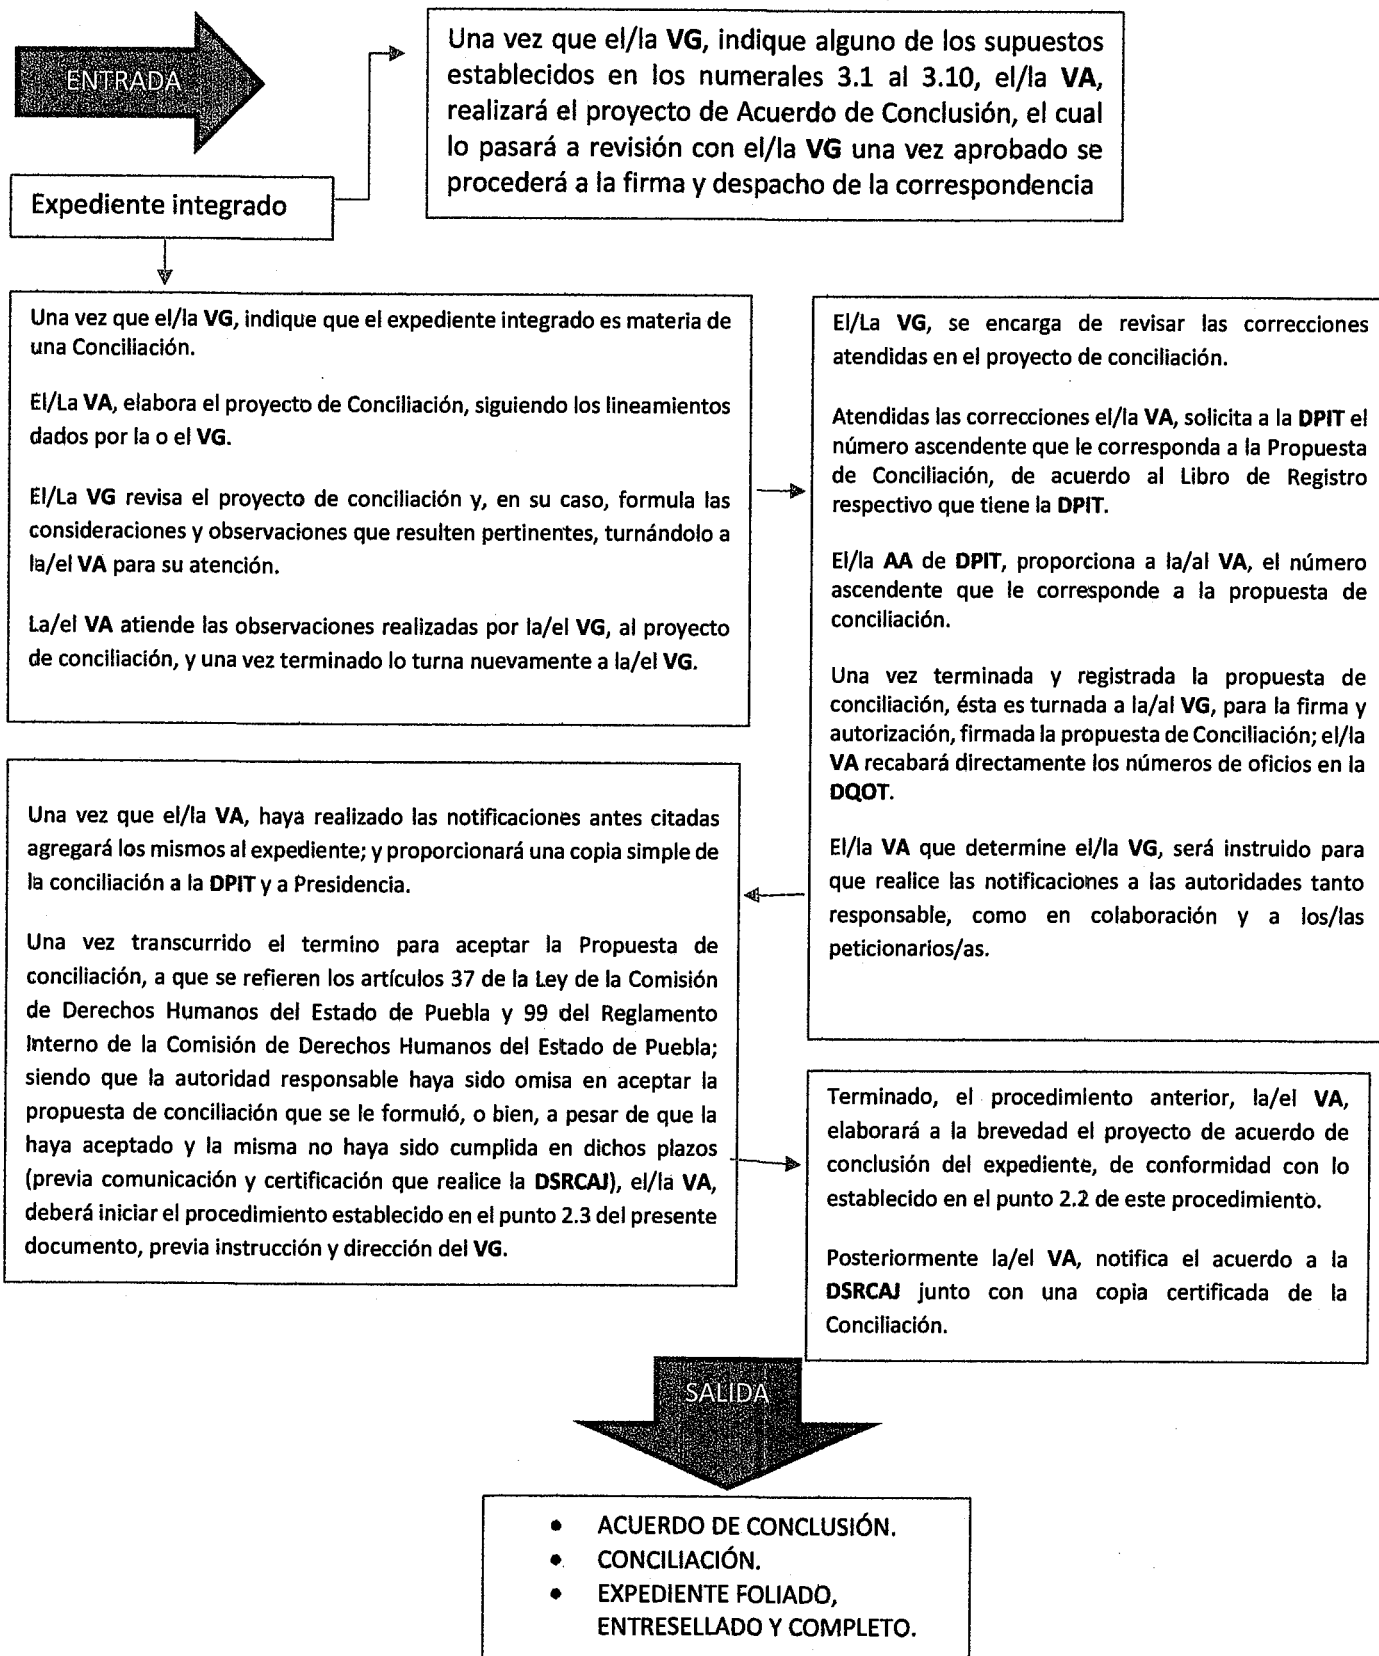 ENTRADA
Una vez que el/la VG, indique alguno de los supuestos
establecidos en los numerales 3.1 al 3.10, el/la VA,
realizará el proyecto de Acuerdo de Conclusión, el cual
lo pasará a revisión con el/la VG una vez aprobado se
procederá a la firma y despacho de la correspondencia
Expediente integrado
Una vez que el/la VG, indique que el expediente integrado es materia de
una Conciliación.
El/La VA, elabora el proyecto de Conciliación, siguiendo los lineamientos
dados por la o el VG.
El/La VG revisa el proyecto de conciliación y, en su caso, formula las
consideraciones y observaciones que resulten pertinentes, turnándolo a
la/el VA para su atención.
La/el VA atiende las observaciones realizadas por la/el VG, al proyecto
de conciliación, y una vez terminado lo turna nuevamente a la/el VG.
El/La VG, se encarga de revisar las correcciones
atendidas en el proyecto de conciliación.
Atendidas las correcciones el/la VA, solicita a la DPIT el
número ascendente que le corresponda a la Propuesta
de Conciliación, de acuerdo al Libro de Registro
respectivo que tiene la DPIT.
El/la AA de DPIT, proporciona a la/al VA, el número
ascendente que le corresponde a la propuesta de
conciliación.
Una vez terminada y registrada la propuesta de
conciliación, ésta es turnada a la/al VG, para la firma y
autorización, firmada la propuesta de Conciliación; el/la
VA recabará directamente los números de oficios en la
DQOT.
El/la VA que determine el/la VG, será instruido para
que realice las notificaciones a las autoridades tanto
responsable, como en colaboración y a los/las
peticionarios/as.
Una vez que el/la VA, haya realizado las notificaciones antes citadas
agregará los mismos al expediente; y proporcionará una copia simple de
la conciliación a la DPIT y a Presidencia.
Una vez transcurrido el termino para aceptar la Propuesta de
conciliación, a que se refieren los artículos 37 de la Ley de la Comisión
de Derechos Humanos del Estado de Puebla y 99 del Reglamento
Interno de la Comisión de Derechos Humanos del Estado de Puebla;
siendo que la autoridad responsable haya sido omisa en aceptar la
propuesta de conciliación que se le formuló, o bien, a pesar de que la
haya aceptado y la misma no haya sido cumplida en dichos plazos
(previa comunicación y certificación que realice la DSRCAJ), el/la VA,
deberá iniciar el procedimiento establecido en el punto 2.3 del presente
documento, previa instrucción y dirección del VG.
Terminado, el procedimiento anterior, la/el VA,
elaborará a la brevedad el proyecto de acuerdo de
conclusión del expediente, de conformidad con lo
establecido en el punto 2.2 de este procedimiento.
Posteriormente la/el VA, notifica el acuerdo a la
DSRCAJ junto con una copia certificada de la
Conciliación.
SALIDA
• ACUERDO DE CONCLUSIÓN.
• CONCILIACIÓN.
• EXPEDIENTE FOLIADO,
ENTRESELLADO Y COMPLETO.